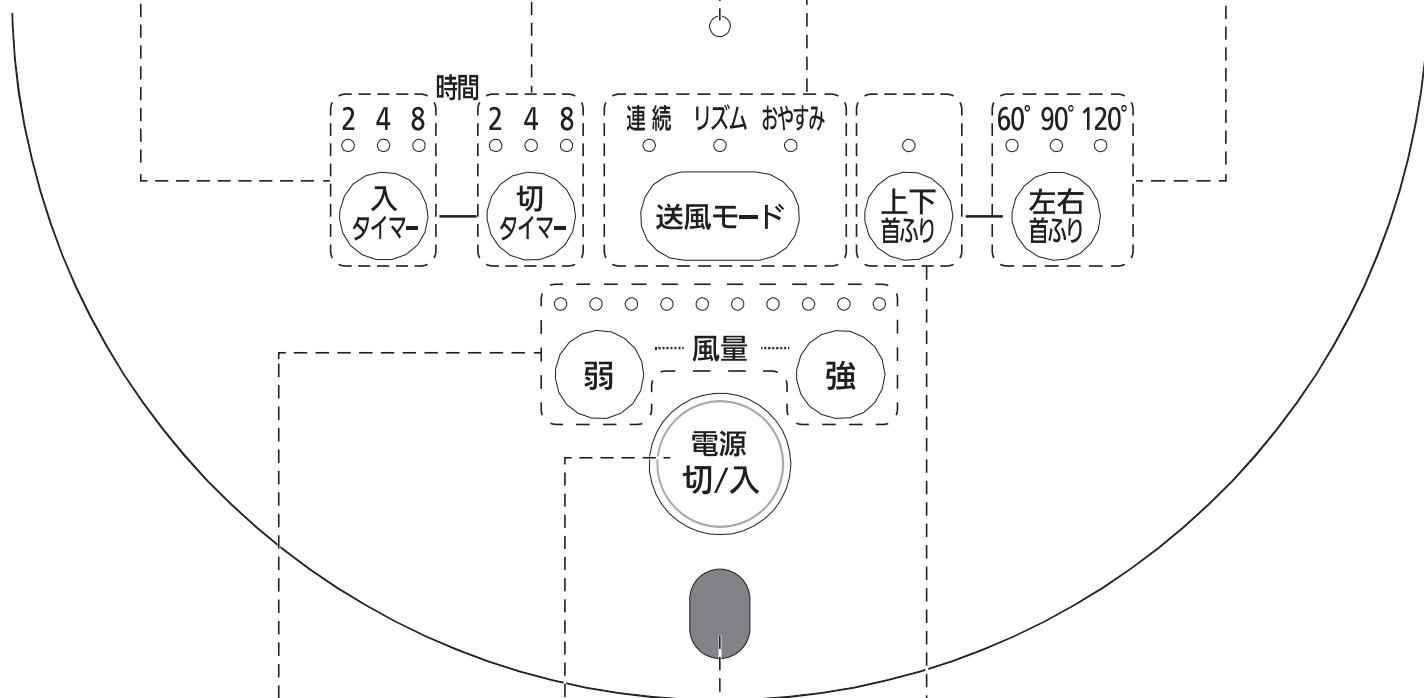 時間
2 4 8
2 4 8
連続 リズム おやすみ
60° 90° 120°
入
タイマー
切
タイマー
送風モード
上下
首ふり
左右
首ふり
弱
風量
強
電源
切/入